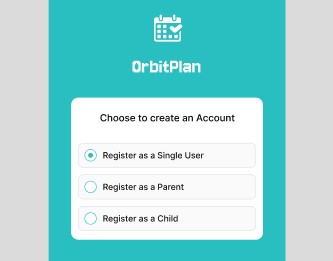 OrbitPlan
Choose to create an Account
Register as a Single User
Register as a Parent
Register as a Child